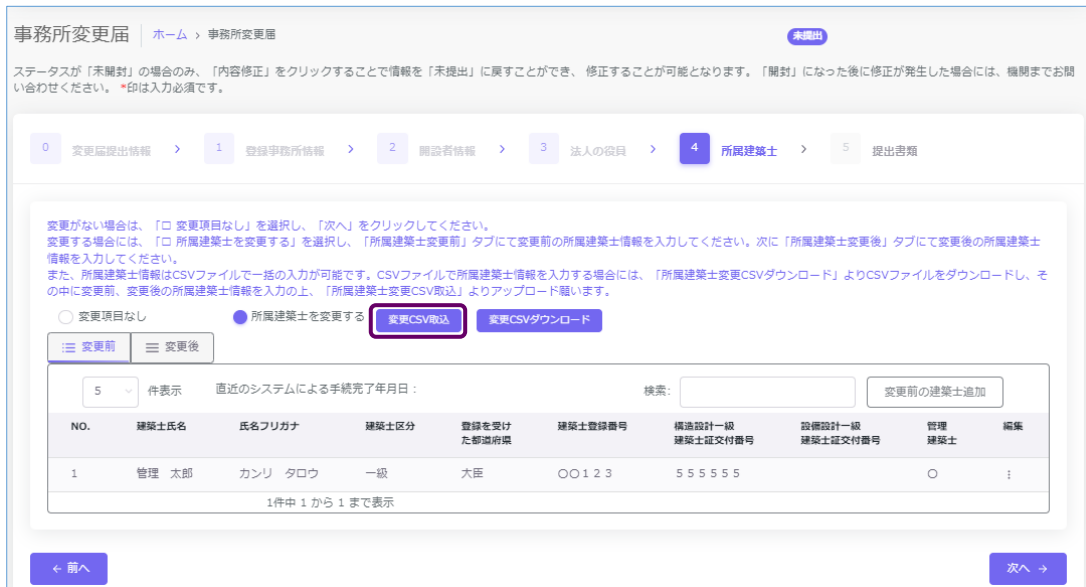 事務所変更届 ホーム › 事務所変更届 未提出
ステータスが「未開封」の場合のみ、「内容修正」をクリックすることで情報を「未提出」に戻すことができ、 修正することが可能となります。「開封」になった後に修正が発生した場合には、機関までお問
い合わせください。 *印は入力必須です。
0 変更届提出情報 › 1 登録事務所情報 › 2 開設者情報 › 3 法人の役員 › 4 所属建築士 › 5 提出書類
変更がない場合は、「□ 変更項目なし」を選択し、「次へ」をクリックしてください。
変更する場合には、「□ 所属建築士を変更する」を選択し、「所属建築士変更前」タブにて変更前の所属建築士情報を入力してください。次に「所属建築士変更後」タブにて変更後の所属建築士
情報を入力してください。
また、所属建築士情報はCSVファイルで一括の入力が可能です。CSVファイルで所属建築士情報を入力する場合には、「所属建築士変更CSVダウンロード」よりCSVファイルをダウンロードし、そ
の中に変更前、変更後の所属建築士情報を入力の上、「所属建築士変更CSV取込」よりアップロード願います。
変更項目なし 所属建築士を変更する 変更CSV取込 変更CSVダウンロード
変更前 変更後
5 件表示 直近のシステムによる手続完了年月日： 検索: 変更前の建築士追加
NO. 建築士氏名 氏名フリガナ 建築士区分 登録を受け 建築士登録番号 構造設計一級 設備設計一級 管理 編集
た都道府県 建築士証交付番号 建築士証交付番号 建築士
1 管理　太郎 カンリ　タロウ 一級 大臣 〇〇１２３ ５５５５５５ 〇 ⋮
1件中 1 から 1 まで表示
← 前へ 次へ →